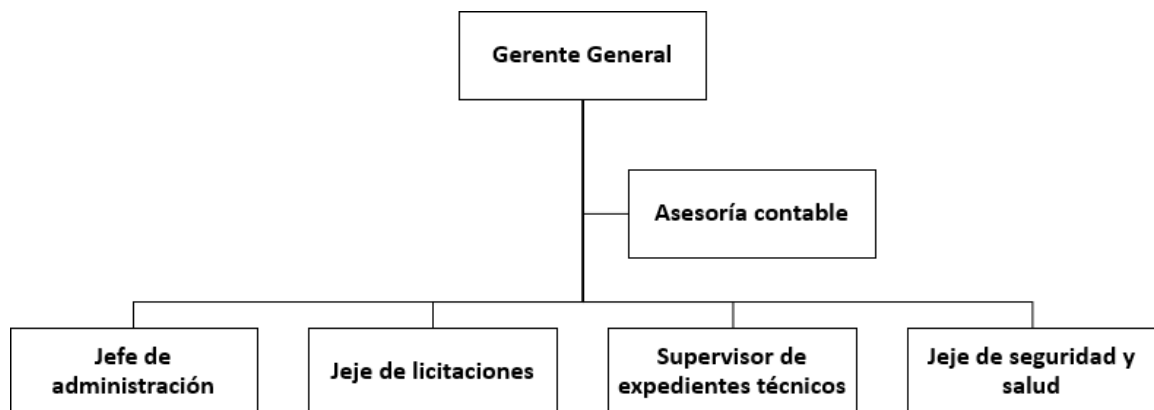 Gerente General
Asesoría contable
Jefe de
administración
Jeje de licitaciones
Supervisor de
expedientes técnicos
Jeje de seguridad y
salud